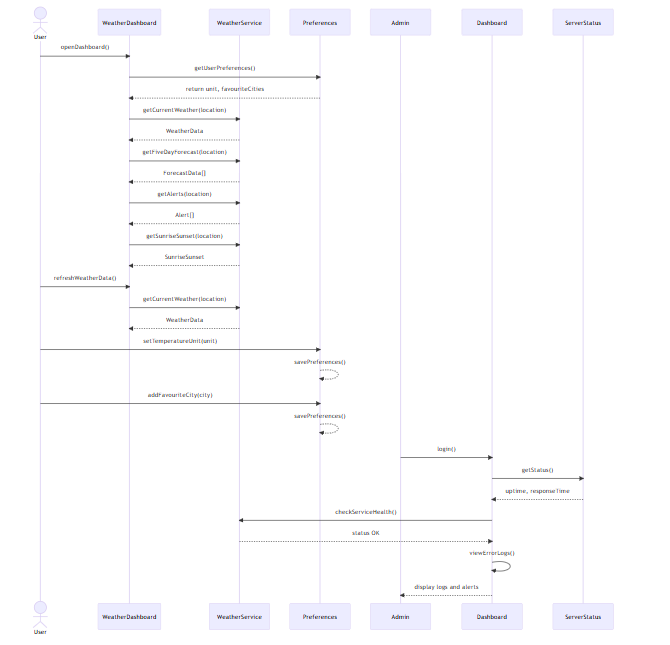 WeatherDashboard WeatherService Preferences Admin Dashboard ServerStatus
User
openDashboard()
getUserPreferences()
return unit, favouriteCities
getCurrentWeather(location)
WeatherData
getFiveDayForecast(location)
ForecastData[]
getAlerts(location)
Alert[]
getSunriseSunset(location)
SunriseSunset
refreshWeatherData()
getCurrentWeather(location)
WeatherData
setTemperatureUnit(unit)
savePreferences()
addFavouriteCity(city)
savePreferences()
login()
getStatus()
uptime, responseTime
checkServiceHealth()
status OK
viewErrorLogs()
display logs and alerts
WeatherDashboard WeatherService Preferences Admin Dashboard ServerStatus
User